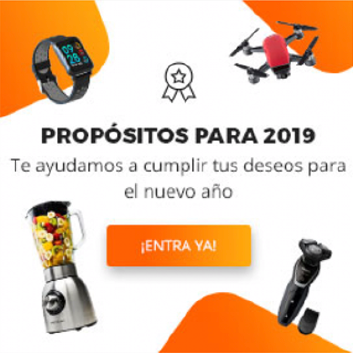 PROPÓSITOS PARA 2019
Te ayudamos a cumplir tus deseos para
el nuevo año
¡ENTRA YA!